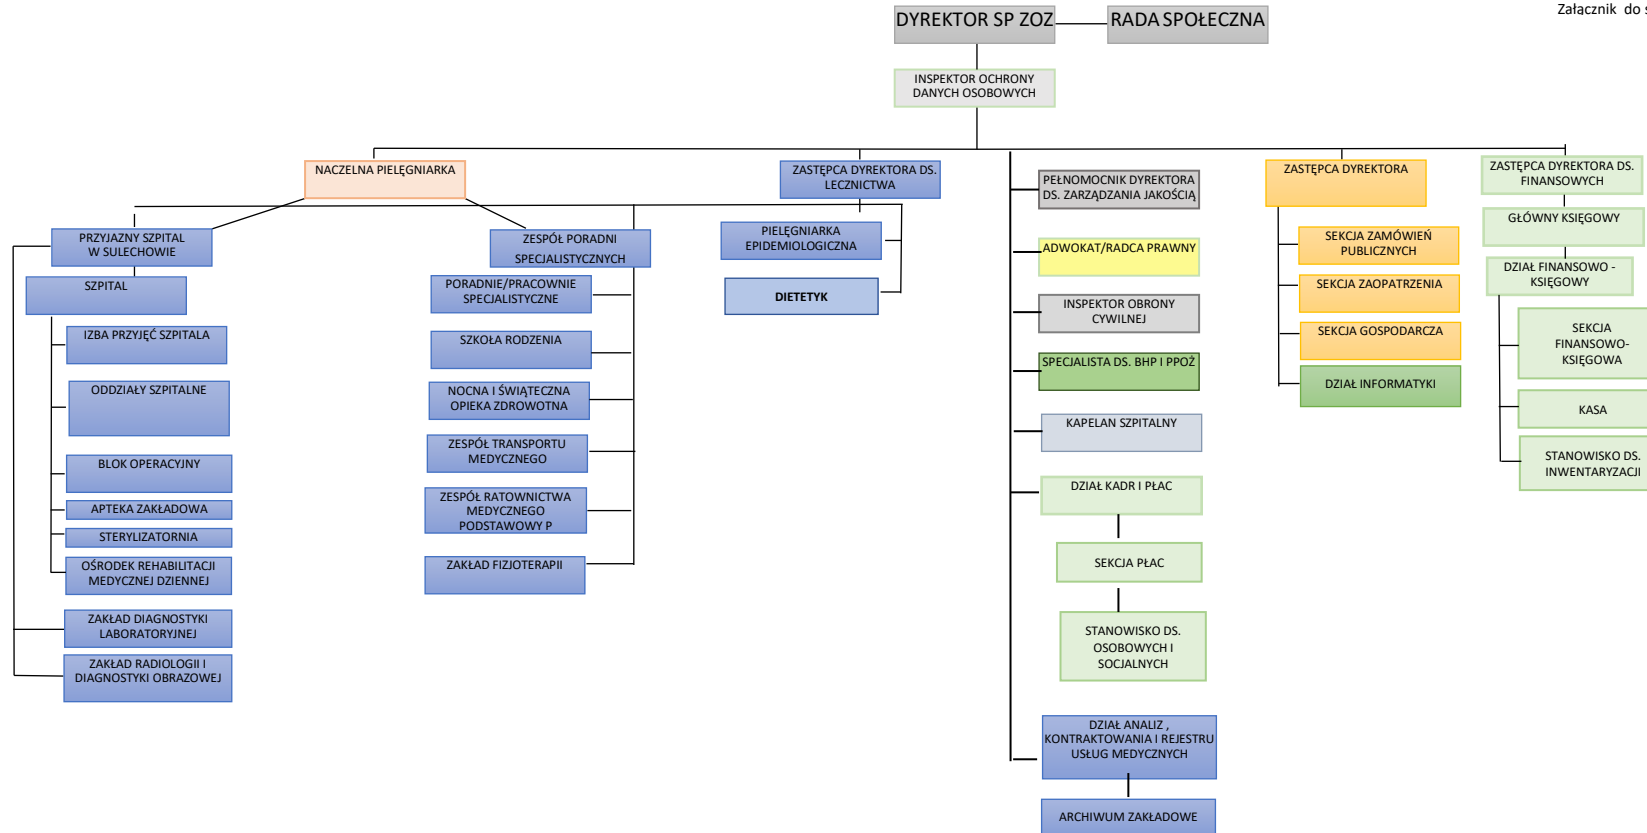 Załącznik do s
DYREKTOR SP ZOZ
RADA SPOŁECZNA
INSPEKTOR OCHRONY
DANYCH OSOBOWYCH
NACZELNA PIELĘGNIARKA
PRZYJAZNY SZPITAL
W SULECHOWIE
SZPITAL
IZBA PRZYJĘĆ SZPITALA
ODDZIAŁY SZPITALNE
BLOK OPERACYJNY
APTEKA ZAKŁADOWA
STERYLIZATORNIA
OŚRODEK REHABILITACJI
MEDYCZNEJ DZIENNEJ
ZAKŁAD DIAGNOSTYKI
LABORATORYJNEJ
ZAKŁAD RADIOLOGII I
DIAGNOSTYKI OBRAZOWEJ
ZESPÓŁ PORADNI
SPECJALISTYCZNYCH
PORADNIE/PRACOWNIE
SPECJALISTYCZNE
SZKOŁA RODZENIA
NOCNA I ŚWIĄTECZNA
OPIEKA ZDROWOTNA
ZESPÓŁ TRANSPORTU
MEDYCZNEGO
ZESPÓŁ RATOWNICTWA
MEDYCZNEGO
PODSTAWOWY P
ZAKŁAD FIZJOTERAPII
ZASTĘPCA DYREKTORA DS.
LECZNICTWA
PIELĘGNIARKA
EPIDEMIOLOGICZNA
DIETETYK
PEŁNOMOCNIK DYREKTORA
DS. ZARZĄDZANIA JAKOŚCIĄ
ADWOKAT/RADCA PRAWNY
INSPEKTOR OBRONY
CYWILNEJ
SPECJALISTA DS. BHP I PPOŻ
KAPELAN SZPITALNY
DZIAŁ KADR I PŁAC
SEKCJA PŁAC
STANOWISKO DS.
OSOBOWYCH I
SOCJALNYCH
DZIAŁ ANALIZ ,
KONTRAKTOWANIA I REJESTRU
USŁUG MEDYCZNYCH
ARCHIWUM ZAKŁADOWE
ZASTĘPCA DYREKTORA
SEKCJA ZAMÓWIEŃ
PUBLICZNYCH
SEKCJA ZAOPATRZENIA
SEKCJA GOSPODARCZA
DZIAŁ INFORMATYKI
ZASTĘPCA DYREKTORA DS.
FINANSOWYCH
GŁÓWNY KSIĘGOWY
DZIAŁ FINANSOWO -
KSIĘGOWY
SEKCJA
FINANSOWO-
KSIĘGOWA
KASA
STANOWISKO DS.
INWENTARYZACJI